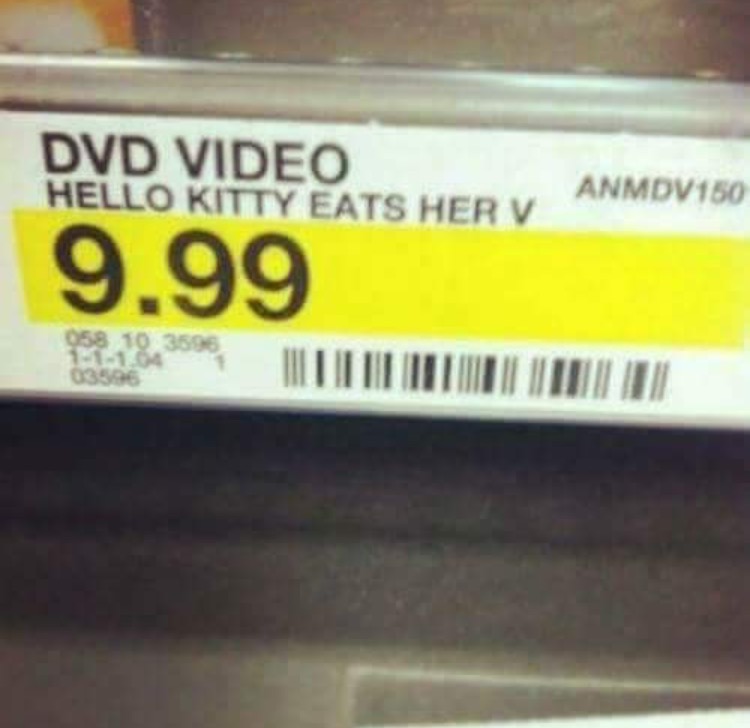 DVD VIDEO
HELLO KITTY EATS HER V
ANMDV150
9.99
058 10 3596
1-1-1.04 1
03596